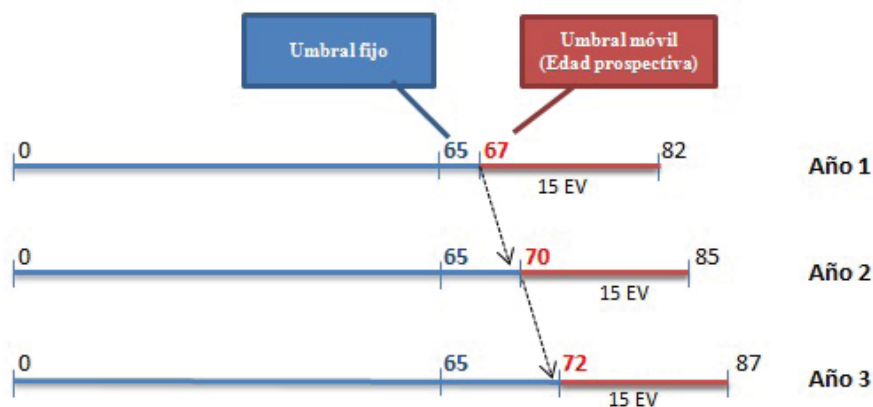 Umbral fijo
Umbral móvil
(Edad prospectiva)
0 65 67 82 Año 1
15 EV
0 65 70 85 Año 2
15 EV
0 65 72 87 Año 3
15 EV